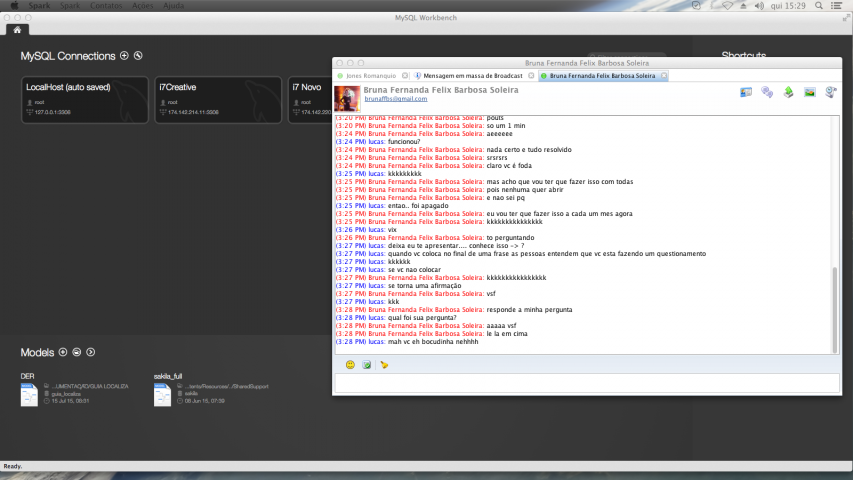 Spark Spark Contatos Ações Ajuda
qui 15:29
MySQL Workbench
MySQL Connections
Shortcuts
LocalHost (auto saved)
root
127.0.0.1:3306
i7Creative
root
174.142.214.11:3306
i7 Novo
root
Bruna Fernanda Felix Barbosa Soleira
Jones Romanquio
Mensagem em massa de Broadcast
Bruna Fernanda Felix Barbosa Soleira
Bruna Fernanda Felix Barbosa Soleira
brunaffbs@gmail.com
(3:20 PM) Bruna Fernanda Felix Barbosa Soleira: pouts
(3:20 PM) Bruna Fernanda Felix Barbosa Soleira: so um 1 min
(3:24 PM) Bruna Fernanda Felix Barbosa Soleira: aeeeeee
(3:24 PM) lucas: funcionou?
(3:24 PM) Bruna Fernanda Felix Barbosa Soleira: nada certo e tudo resolvido
(3:24 PM) Bruna Fernanda Felix Barbosa Soleira: srsrsrs
(3:24 PM) Bruna Fernanda Felix Barbosa Soleira: claro vc é foda
(3:25 PM) lucas: kkkkkkkkk
(3:25 PM) Bruna Fernanda Felix Barbosa Soleira: mas acho que vou ter que fazer isso com todas
(3:25 PM) Bruna Fernanda Felix Barbosa Soleira: pois nenhuma quer abrir
(3:25 PM) Bruna Fernanda Felix Barbosa Soleira: e nao sei pq
(3:25 PM) lucas: entao.. foi apagado
(3:25 PM) Bruna Fernanda Felix Barbosa Soleira: eu vou ter que fazer isso a cada um mes agora
(3:25 PM) Bruna Fernanda Felix Barbosa Soleira: kkkkkkkkkkkkkkk
(3:26 PM) lucas: vix
(3:26 PM) Bruna Fernanda Felix Barbosa Soleira: to perguntando
(3:27 PM) lucas: deixa eu te apresentar.... conhece isso -> ?
(3:27 PM) lucas: quando vc coloca no final de uma frase as pessoas entendem que vc esta fazendo um questionamento
(3:27 PM) lucas: kkkkkk
(3:27 PM) lucas: se vc nao colocar
(3:27 PM) Bruna Fernanda Felix Barbosa Soleira: kkkkkkkkkkkkkkkk
(3:27 PM) lucas: se torna uma afirmação
(3:27 PM) Bruna Fernanda Felix Barbosa Soleira: vsf
(3:27 PM) lucas: kkk
(3:28 PM) Bruna Fernanda Felix Barbosa Soleira: responde a minha pergunta
(3:28 PM) lucas: qual foi sua pergunta?
(3:28 PM) Bruna Fernanda Felix Barbosa Soleira: aaaaa vsf
(3:28 PM) Bruna Fernanda Felix Barbosa Soleira: le la em cima
(3:28 PM) lucas: mah vc eh bocudinha nehhhh
Models
DER
...UMENTAÇÃO/GUIA LOCALIZA
guia_localiza
15 Jul 15, 08:01
sakila_full
sakila
08 Jun 15, 07:59
Ready.